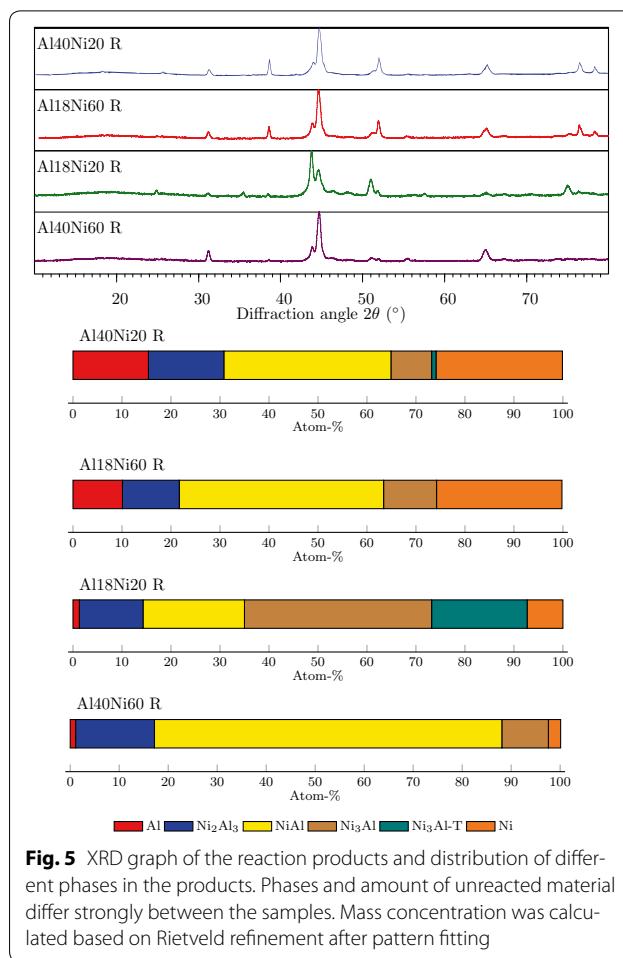 Al40Ni20 R
Al18Ni60 R
Al18Ni20 R
Al40Ni60 R
20 30 40 50 60 70
Diffraction angle 2θ (°)
Al40Ni20 R
0 10 20 30 40 50 60 70 80 90 100
Atom-%
Al18Ni60 R
0 10 20 30 40 50 60 70 80 90 100
Atom-%
Al18Ni20 R
0 10 20 30 40 50 60 70 80 90 100
Atom-%
Al40Ni60 R
0 10 20 30 40 50 60 70 80 90 100
Atom-%
Al Ni₂Al₃ NiAl Ni₃Al Ni₃Al-T Ni
Fig. 5 XRD graph of the reaction products and distribution of differ-
ent phases in the products. Phases and amount of unreacted material
differ strongly between the samples. Mass concentration was calcu-
lated based on Rietveld refinement after pattern fitting